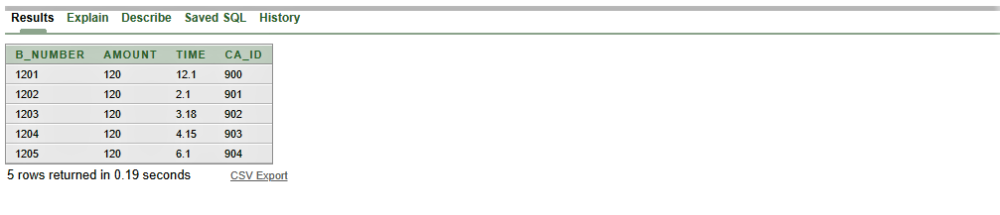 Results Explain Describe Saved SQL History
B_NUMBER AMOUNT TIME CA_ID
1201 120 12.1 900
1202 120 2.1 901
1203 120 3.18 902
1204 120 4.15 903
1205 120 6.1 904
5 rows returned in 0.19 seconds CSV Export